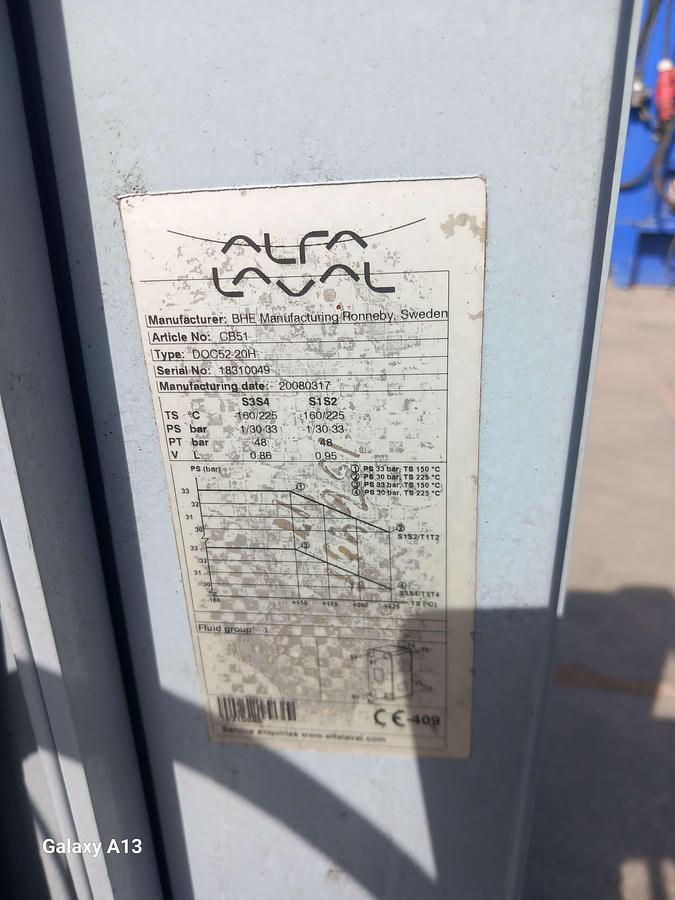 ALFA
LAVAL
Manufacturer: BHE Manufacturing Ronneby, Sweden
Article No: CB51
Type: DOC52-20H
Serial No: 18310049
Manufacturing date: 20080317
S3S4 S1S2
TS °C -160/225 -160/225
PS bar -1/30-33 -1/30-33
PT bar 48 48
V L 0.86 0.95
PS (bar)
① PS 33 bar, TS 150 °C
② PS 30 bar, TS 225 °C
③ PS 33 bar, TS 150 °C
④ PS 30 bar, TS 225 °C
33 ①
32
31
30 ②
S1S2/T1T2
33 ③
32
31
30 ④
S3S4/T3T4
-160 +150 +175 +200 +225 TS (°C)
Fluid group: 1
CE-409
Service enquiries www.alfalaval.com
Galaxy A13